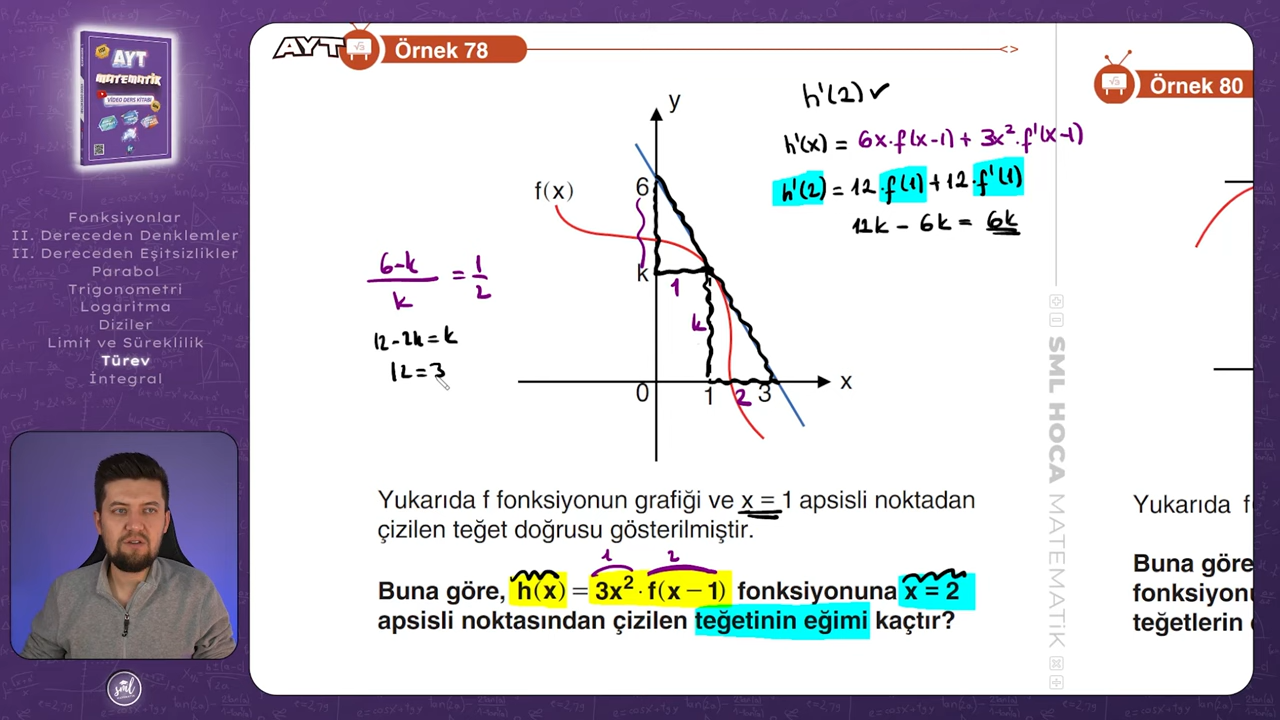 AYT
MATEMATİK
VİDEO DERS KİTABI
Fonksiyonlar
II. Dereceden Denklemler
II. Dereceden Eşitsizlikler
Parabol
Trigonometri
Logaritma
Diziler
Limit ve Süreklilik
Türev
İntegral
sml
AYT Örnek 78
h'(2) ✓
h'(x) = 6x·f(x-1) + 3x²·f'(x-1)
h'(2) = 12·f(1) + 12·f'(1)
12k - 6k = 6k
y
6
f(x)
k
1
k
0 1 2 3 x
6-k / k = 1/2
12-2k = k
12 = 3
Yukarıda f fonksiyonun grafiği ve x = 1 apsisli noktadan
çizilen teğet doğrusu gösterilmiştir.
1 2
Buna göre, h(x) = 3x² · f(x − 1) fonksiyonuna x = 2
apsisli noktasından çizilen teğetinin eğimi kaçtır?
SML HOCA MATEMATİK
Örnek 80
Yukarıda f
Buna göre
fonksiyonu
teğetlerin